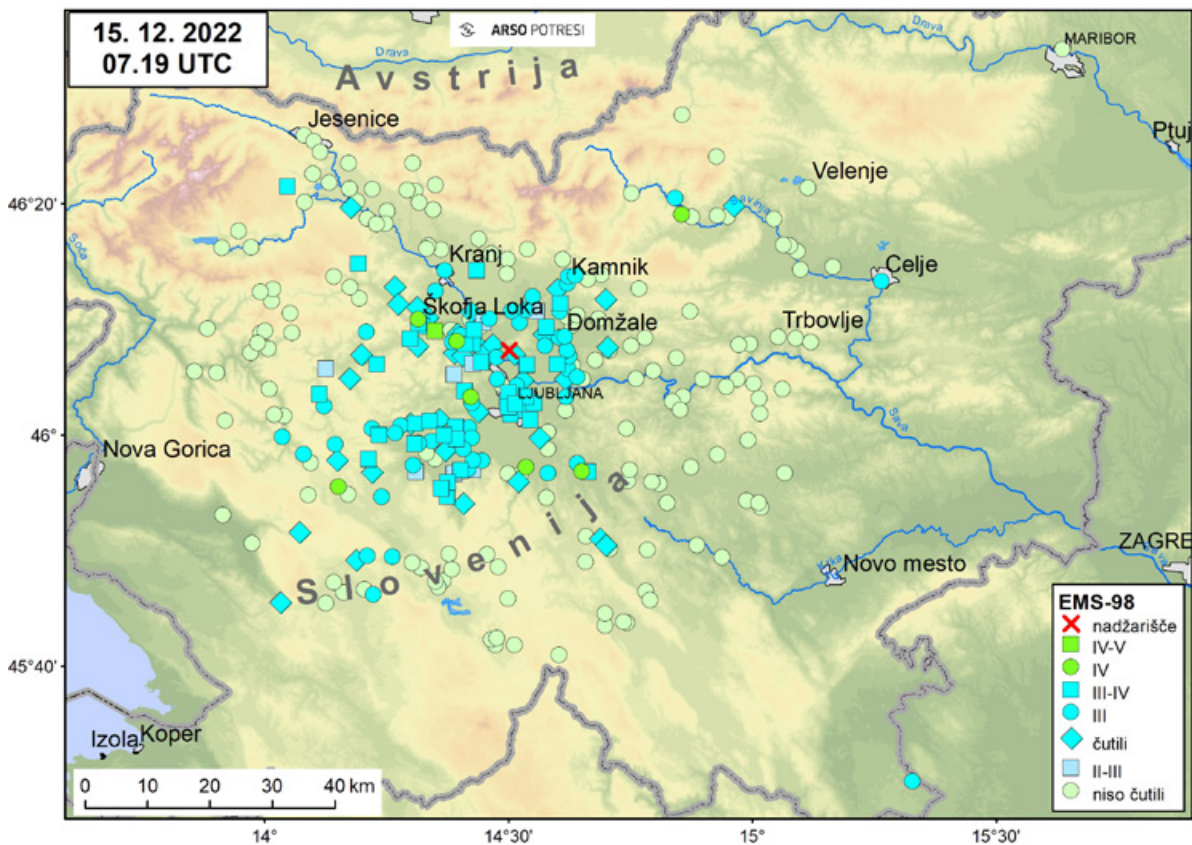 15. 12. 2022
07.19 UTC
ARSO POTRESI
Drava
Drava
MARIBOR
Avstrija
Jesenice
Ptuj
Velenje
46°20'
Savinja
Soča
Kranj
Kamnik
Celje
Škofja Loka
Domžale
Trbovlje
LJUBLJANA
Sava
46°
Nova Gorica
Slovenija
ZAGRE
Krka
Novo mesto
EMS-98
nadžarišče
IV-V
IV
III-IV
III
čutili
II-III
niso čutili
45°40'
Izola
Koper
0 10 20 40 km
14° 14°30' 15° 15°30'